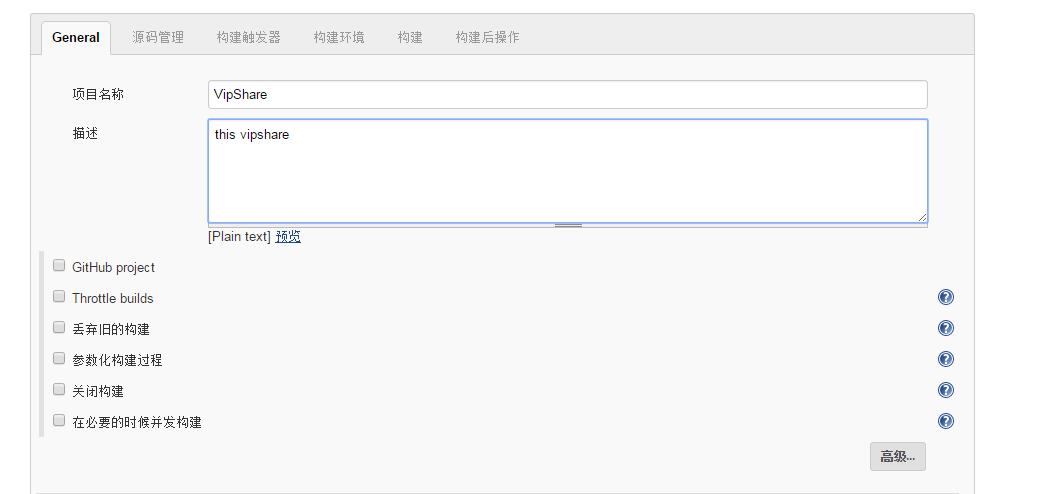 General 源码管理 构建触发器 构建环境 构建 构建后操作
项目名称 VipShare
描述 this vipshare
[Plain text] 预览
GitHub project
Throttle builds
丢弃旧的构建
参数化构建过程
关闭构建
在必要的时候并发构建
高级...